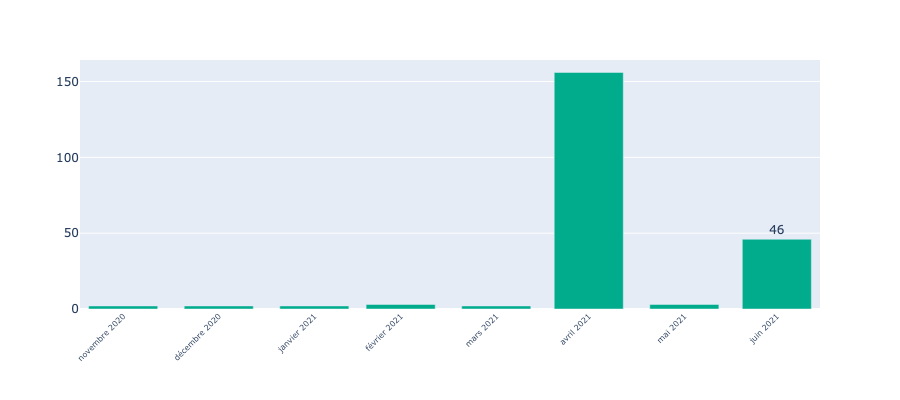 150
100
50
0
46
novembre 2020
décembre 2020
janvier 2021
février 2021
mars 2021
avril 2021
mai 2021
juin 2021